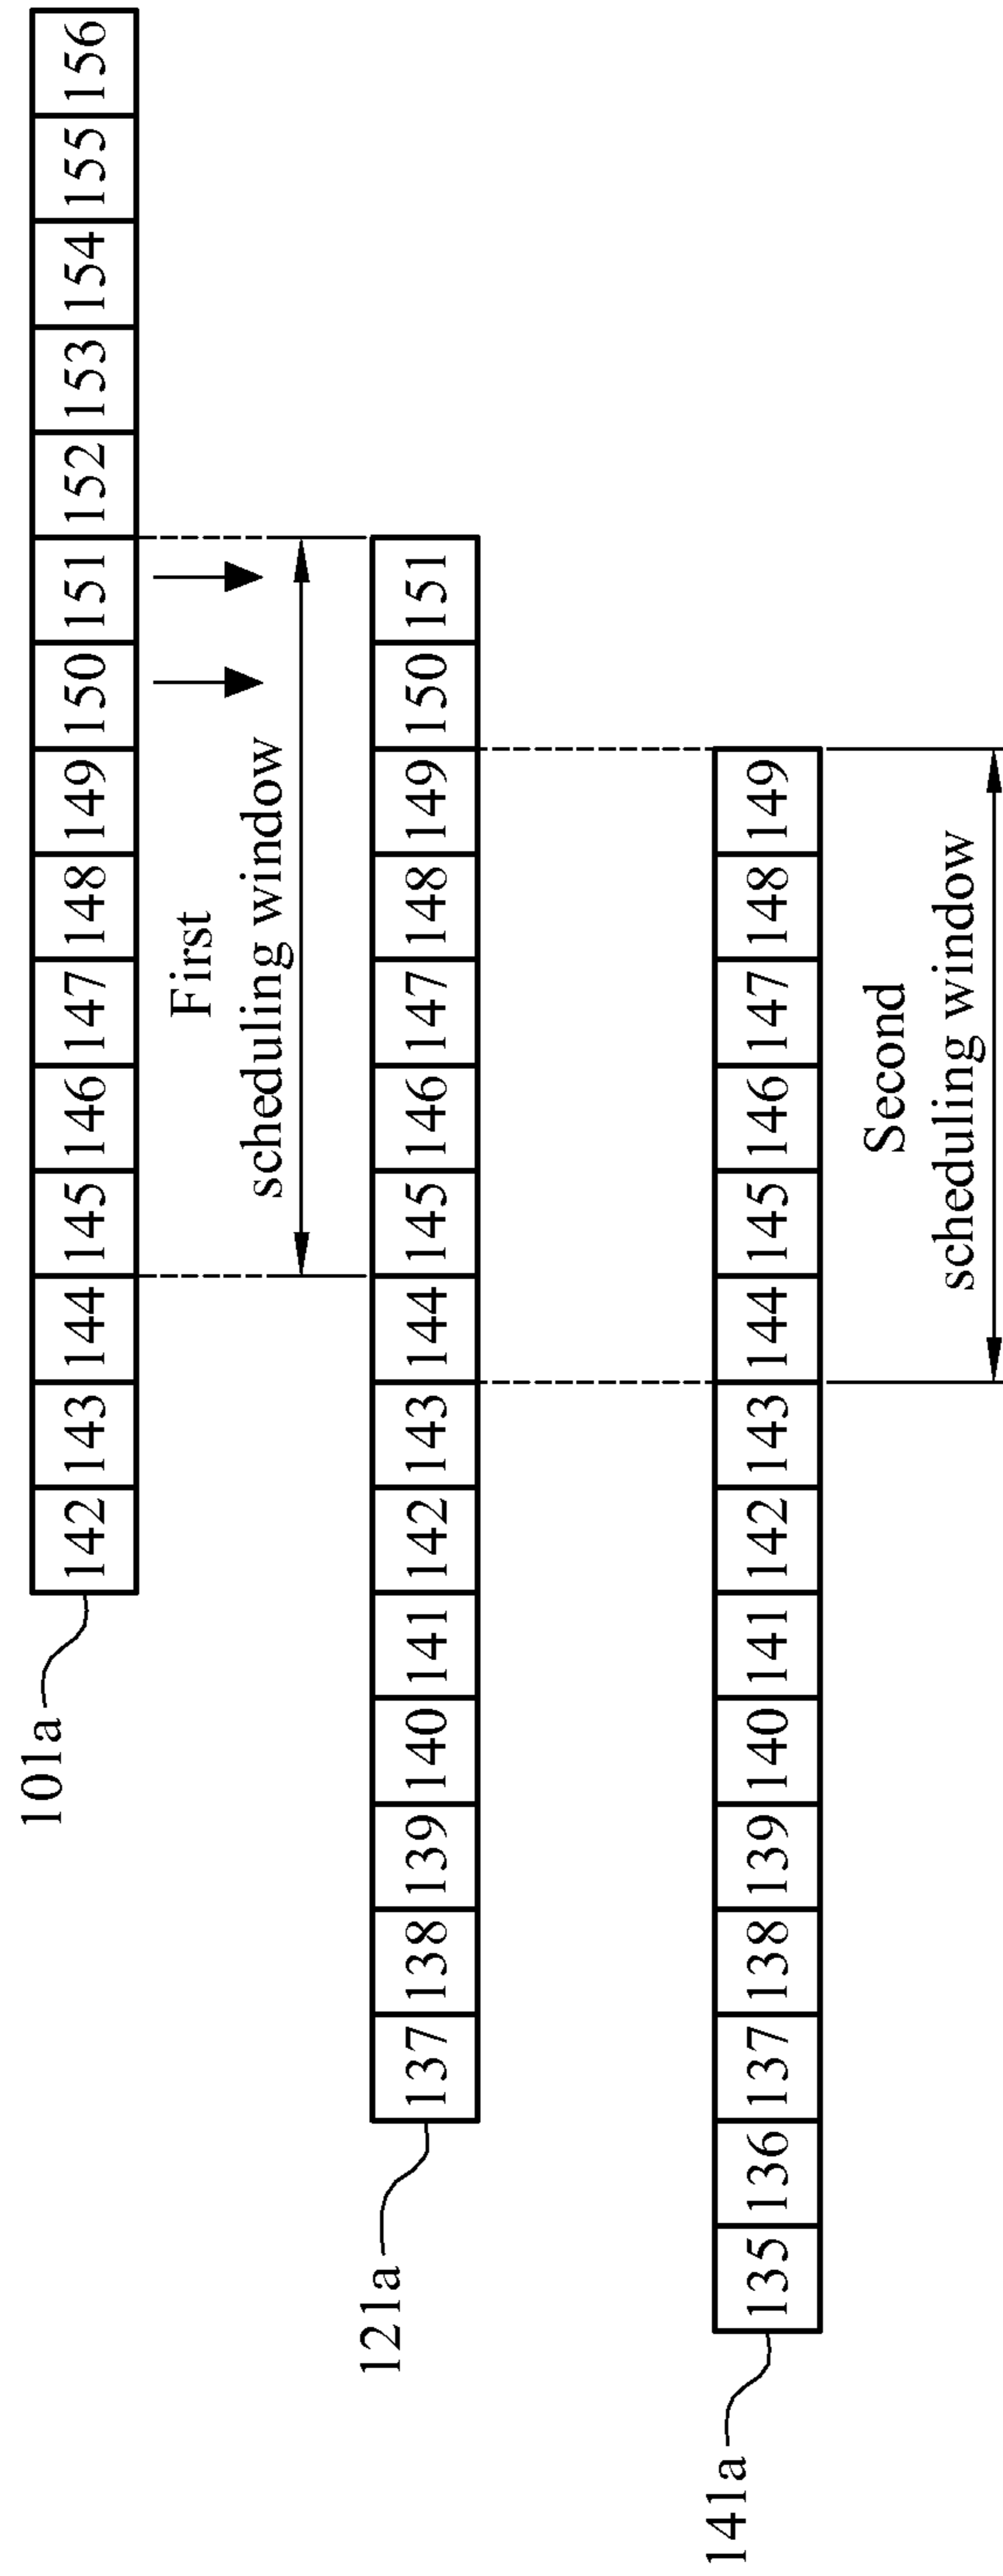 101a
142 143 144 145 146 147 148 149 150 151 152 153 154 155 156
First
scheduling window
121a
137 138 139 140 141 142 143 144 145 146 147 148 149 150 151
141a
135 136 137 138 139 140 141 142 143 144 145 146 147 148 149
Second
scheduling window